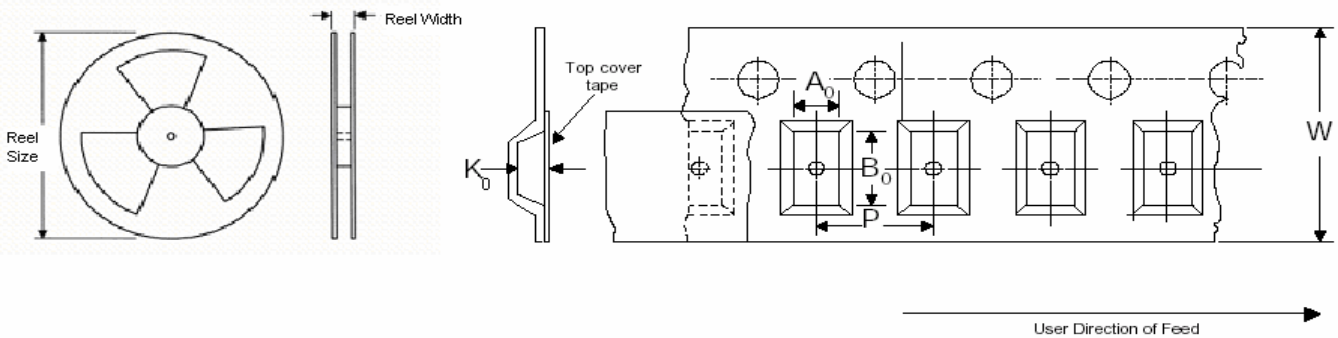 Reel Width
Reel
Size
Top cover
tape
K0
A0
B0
P
W
User Direction of Feed